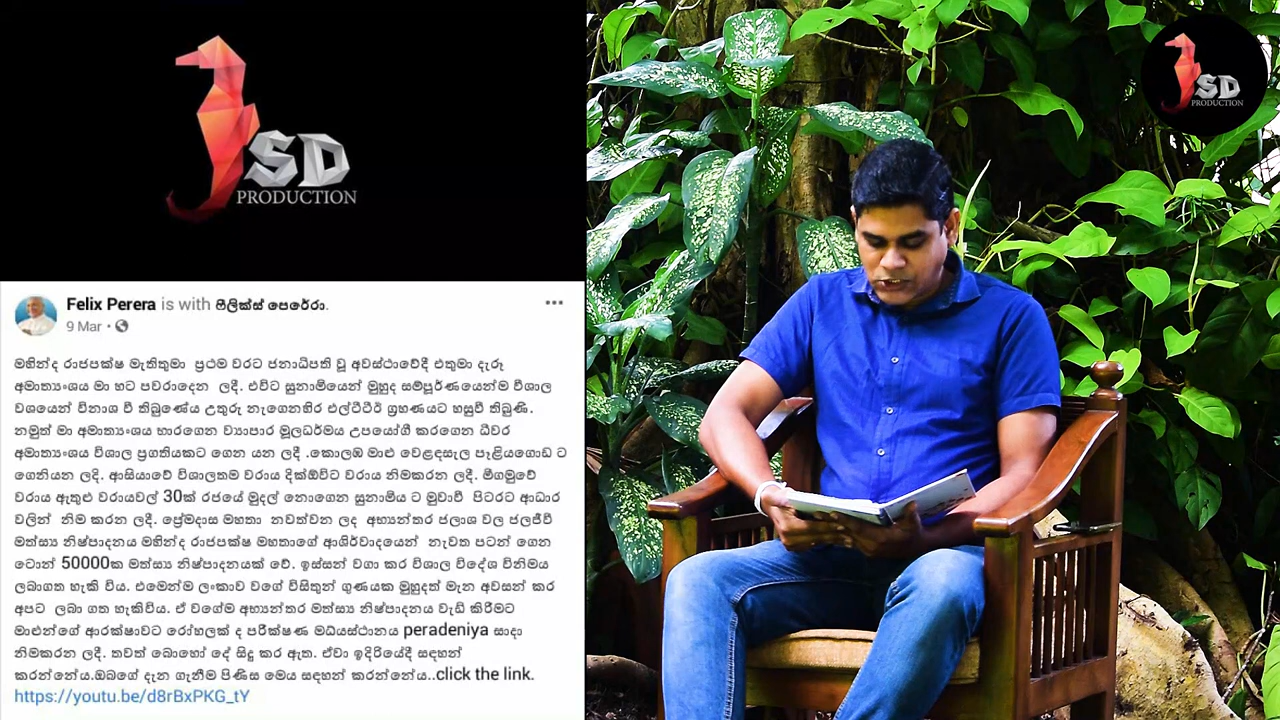 SD
PRODUCTION
SD
PRODUCTION
Felix Perera is with ෆීලික්ස් පෙරේරා.
9 Mar
මහින්ද රාජපක්ෂ මැතිතුමා ප්‍රථම වරට ජනාධිපති වූ අවස්ථාවේදී එතුමා දැරූ
අමාත්‍යංශය මා හට පවරාදෙන ලදී. එවිට සුනාමියෙන් මුහුද සම්පූර්ණයෙන්ම විශාල
වශයෙන් විනාශ වී තිබුණේය උතුරු නැගෙනහිර එල්ටීටීඊ ග්‍රහණයට හසුවී තිබුණි.
නමුත් මා අමාත්‍යංශය භාරගෙන ව්‍යාපාර මූලධර්මය උපයෝගී කරගෙන ධීවර
අමාත්‍යංශය විශාල ප්‍රගතියකට ගෙන යන ලදී .කොලඹ මාළු වෙළඳසැල පෑළියගොඩ ට
ගෙනියන ලදි. ආසියාවේ විශාලතම වරාය දික්ඕවිට වරාය නිමකරන ලදී. මීගමුවේ
වරාය ඇතුළු වරායවල් 30ක් රජයේ මුදල් නොගෙන සුනාමිය ට මුවාවී පිටරට ආධාර
වලින් නිම කරන ලදී. ප්‍රේමදාස මහතා නවත්වන ලද අභ්‍යන්තර ජලාශ වල ජලජීවී
මත්ස්‍ය නිෂ්පාදනය මහින්ද රාජපක්ෂ මහතාගේ ආශිර්වාදයෙන් නැවත පටන් ගෙන
ටොන් 50000ක මත්ස්‍ය නිෂ්පාදනයක් වේ. ඉස්සන් වගා කර විශාල විදේශ විනිමය
ලබාගත හැකි විය. එමෙන්ම ලංකාව වගේ විසිතුන් ගුණයක මුහුදත් මැන අවසන් කර
අපට ලබා ගත හැකිවිය. ඒ වගේම අභ්‍යන්තර මත්ස්‍ය නිෂ්පාදනය වැඩි කිරීමට
මාළුන්ගේ ආරක්ෂාවට රෝහලක් ද පරීක්ෂණ මධ්යස්ථානය peradeniya සාදා
නිමකරන ලදී. තවත් බොහෝ දේ සිදු කර ඇත. ඒවා ඉදිරියේදී සඳහන්
කරන්නේය.ඔබගේ දැන ගැනීම පිණිස මෙය සඳහන් කරන්නේය..click the link.
https://youtu.be/d8rBxPKG_tY